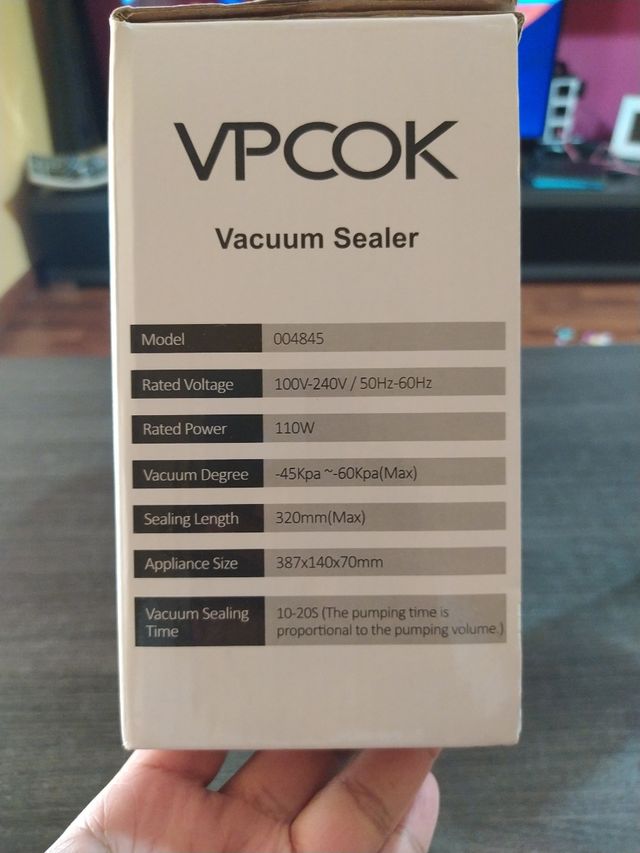 VPCOK
Vacuum Sealer
Model 004845
Rated Voltage 100V-240V / 50Hz-60Hz
Rated Power 110W
Vacuum Degree -45Kpa ~-60Kpa(Max)
Sealing Length 320mm(Max)
Appliance Size 387x140x70mm
Vacuum Sealing Time 10-20S (The pumping time is
proportional to the pumping volume.)